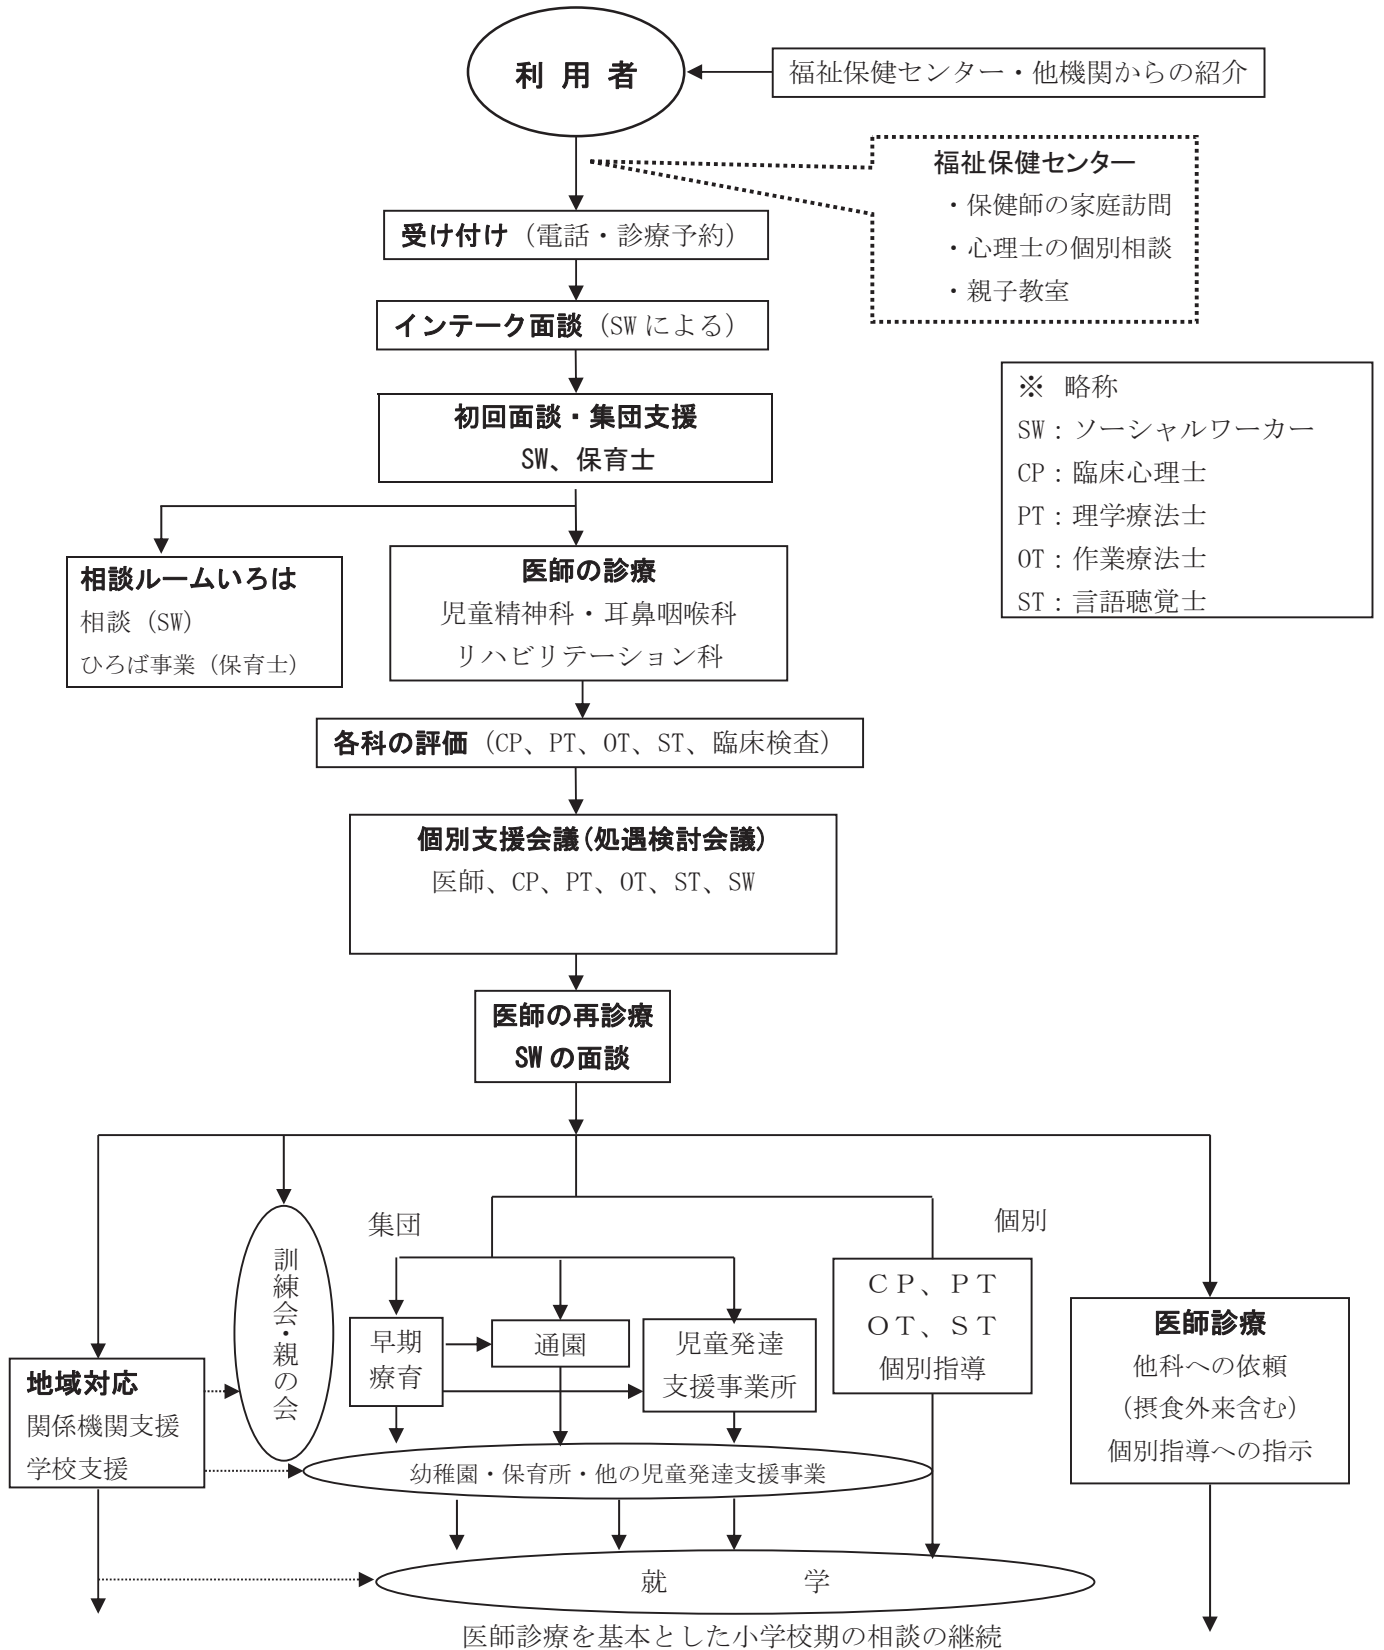 利 用 者
福祉保健センター・他機関からの紹介
福祉保健センター
・保健師の家庭訪問
・心理士の個別相談
・親子教室
受け付け（電話・診療予約）
インテーク面談（SWによる）
※　略称
SW：ソーシャルワーカー
CP：臨床心理士
PT：理学療法士
OT：作業療法士
ST：言語聴覚士
初回面談・集団支援
SW、保育士
相談ルームいろは
相談（SW）
ひろば事業（保育士）
医師の診療
児童精神科・耳鼻咽喉科
リハビリテーション科
各科の評価（CP、PT、OT、ST、臨床検査）
個別支援会議(処遇検討会議)
医師、CP、PT、OT、ST、SW
医師の再診療
SWの面談
集団
個別
訓練会・親の会
地域対応
関係機関支援
学校支援
早期
療育
通園
児童発達
支援事業所
ＣＰ、ＰＴ
ＯＴ、ＳＴ
個別指導
医師診療
他科への依頼
（摂食外来含む）
個別指導への指示
幼稚園・保育所・他の児童発達支援事業
就　　　　　学
医師診療を基本とした小学校期の相談の継続